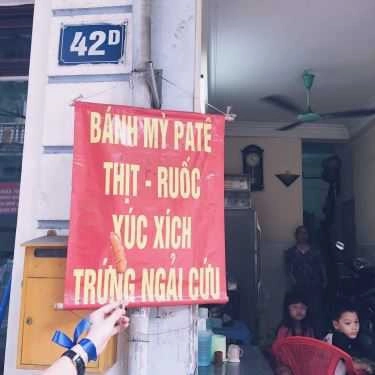 42D
BÁNH MỲ PATÊ
THỊT - RUỐC
XÚC XÍCH
TRỨNG NGẢI CỨU